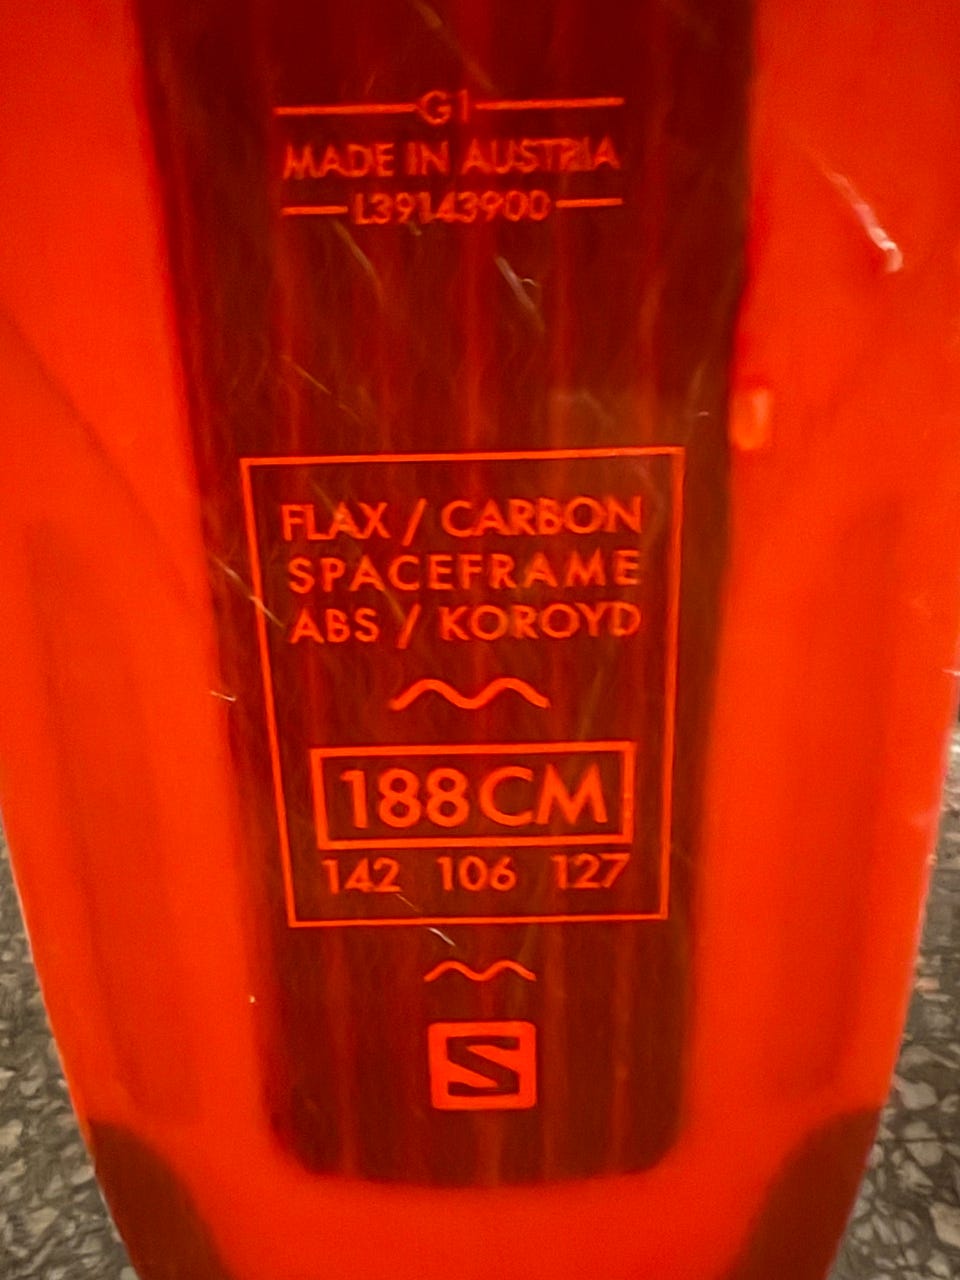 G1
MADE IN AUSTRIA
L39143900
FLAX / CARBON
SPACEFRAME
ABS / KOROYD
188CM
142 106 127
S